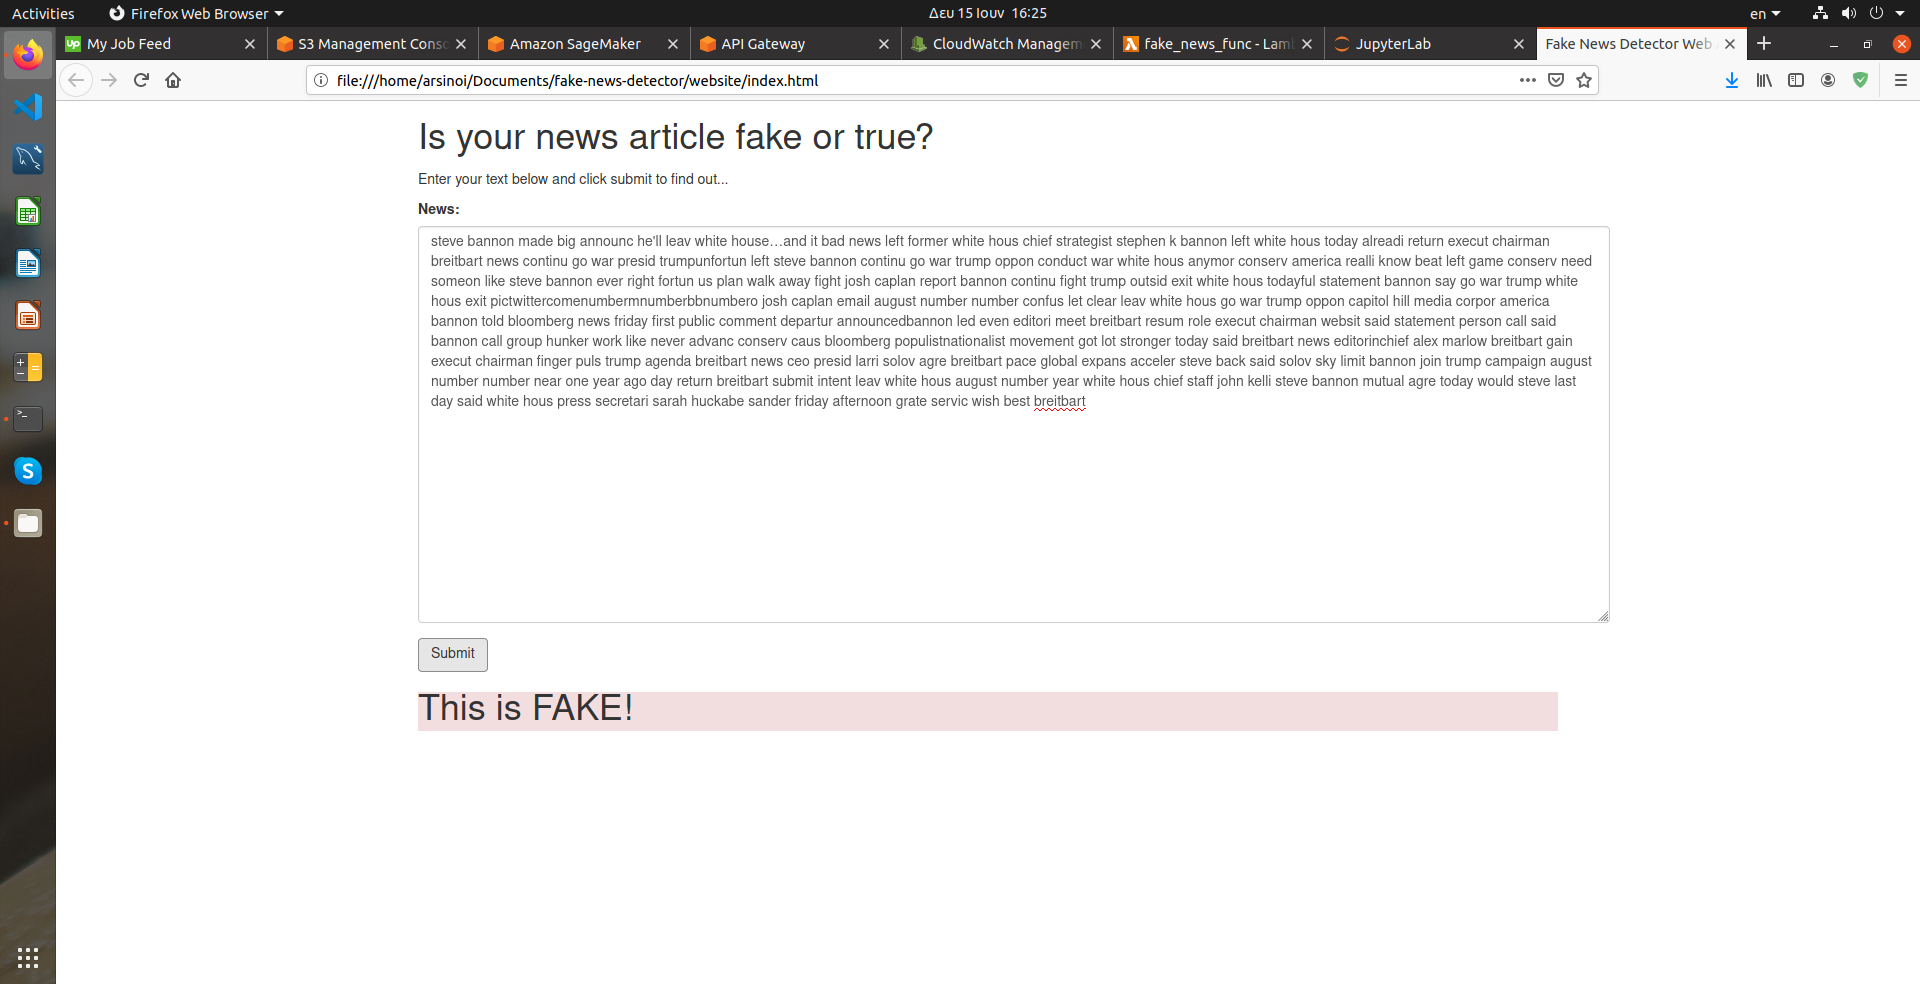 Activities
Firefox Web Browser
Δευ 15 Ιουν 16:25
en
My Job Feed
S3 Management Conso
Amazon SageMaker
API Gateway
CloudWatch Managem
fake_news_func - Lam
JupyterLab
Fake News Detector Web
file:///home/arsinoi/Documents/fake-news-detector/website/index.html
Is your news article fake or true?
Enter your text below and click submit to find out...
News:
steve bannon made big announc he'll leav white house…and it bad news left former white hous chief strategist stephen k bannon left white hous today alreadi return execut chairman
breitbart news continu go war presid trumpunfortun left steve bannon continu go war trump oppon conduct war white hous anymor conserv america realli know beat left game conserv need
someon like steve bannon ever right fortun us plan walk away fight josh caplan report bannon continu fight trump outsid exit white hous todayful statement bannon say go war trump white
hous exit pictwittercomenumbermnumberbbnumbero josh caplan email august number number confus let clear leav white hous go war trump oppon capitol hill media corpor america
bannon told bloomberg news friday first public comment departur announcedbannon led even editori meet breitbart resum role execut chairman websit said statement person call said
bannon call group hunker work like never advanc conserv caus bloomberg populistnationalist movement got lot stronger today said breitbart news editorinchief alex marlow breitbart gain
execut chairman finger puls trump agenda breitbart news ceo presid larri solov agre breitbart pace global expans acceler steve back said solov sky limit bannon join trump campaign august
number number near one year ago day return breitbart submit intent leav white hous august number year white hous chief staff john kelli steve bannon mutual agre today would steve last
day said white hous press secretari sarah huckabe sander friday afternoon grate servic wish best breitbart
Submit
This is FAKE!